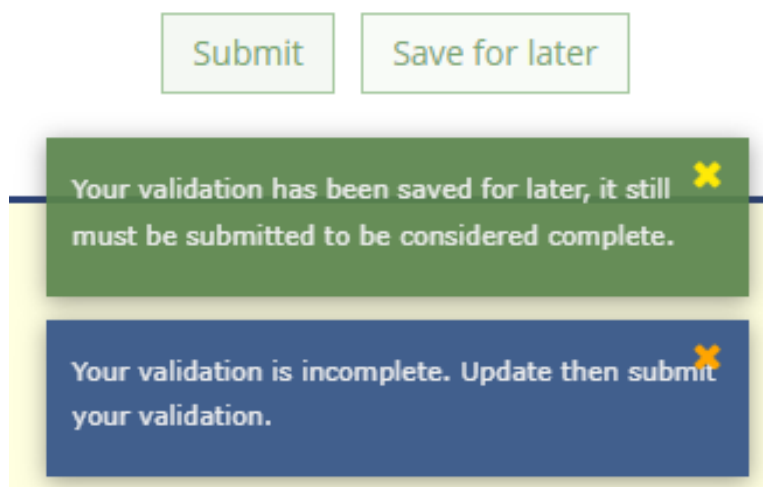 Submit Save for later
Your validation has been saved for later, it still
must be submitted to be considered complete.
Your validation is incomplete. Update then submit
your validation.